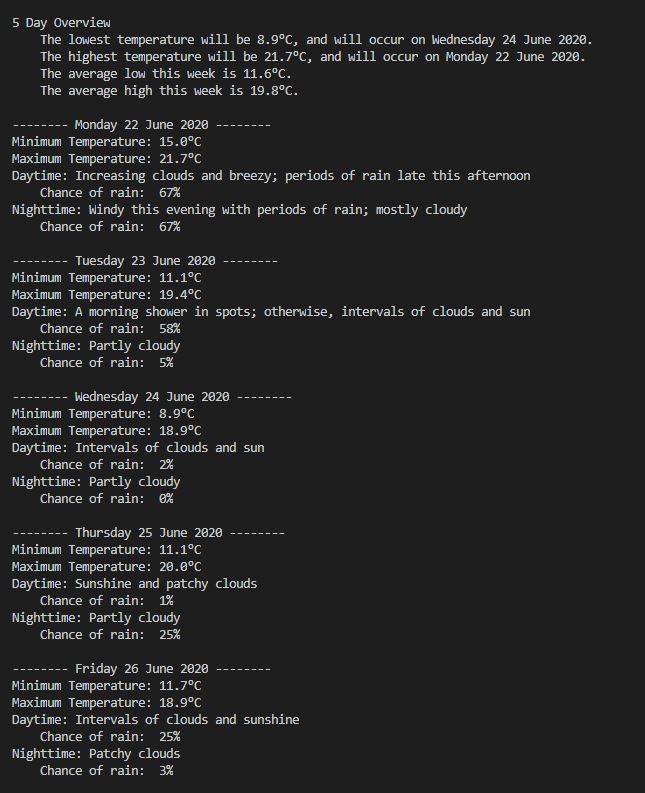 5 Day Overview
    The lowest temperature will be 8.9°C, and will occur on Wednesday 24 June 2020.
    The highest temperature will be 21.7°C, and will occur on Monday 22 June 2020.
    The average low this week is 11.6°C.
    The average high this week is 19.8°C.

-------- Monday 22 June 2020 --------
Minimum Temperature: 15.0°C
Maximum Temperature: 21.7°C
Daytime: Increasing clouds and breezy; periods of rain late this afternoon
    Chance of rain:  67%
Nighttime: Windy this evening with periods of rain; mostly cloudy
    Chance of rain:  67%

-------- Tuesday 23 June 2020 --------
Minimum Temperature: 11.1°C
Maximum Temperature: 19.4°C
Daytime: A morning shower in spots; otherwise, intervals of clouds and sun
    Chance of rain:  58%
Nighttime: Partly cloudy
    Chance of rain:  5%

-------- Wednesday 24 June 2020 --------
Minimum Temperature: 8.9°C
Maximum Temperature: 18.9°C
Daytime: Intervals of clouds and sun
    Chance of rain:  2%
Nighttime: Partly cloudy
    Chance of rain:  0%

-------- Thursday 25 June 2020 --------
Minimum Temperature: 11.1°C
Maximum Temperature: 20.0°C
Daytime: Sunshine and patchy clouds
    Chance of rain:  1%
Nighttime: Partly cloudy
    Chance of rain:  25%

-------- Friday 26 June 2020 --------
Minimum Temperature: 11.7°C
Maximum Temperature: 18.9°C
Daytime: Intervals of clouds and sunshine
    Chance of rain:  25%
Nighttime: Patchy clouds
    Chance of rain:  3%